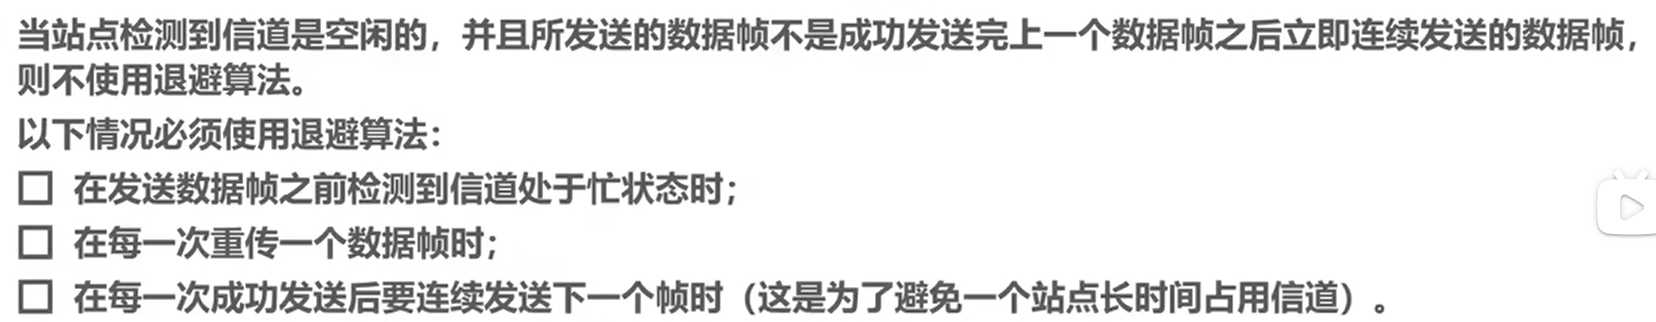 当站点检测到信道是空闲的，并且所发送的数据帧不是成功发送完上一个数据帧之后立即连续发送的数据帧，
则不使用退避算法。
以下情况必须使用退避算法：
□ 在发送数据帧之前检测到信道处于忙状态时；
□ 在每一次重传一个数据帧时；
□ 在每一次成功发送后要连续发送下一个帧时（这是为了避免一个站点长时间占用信道）。